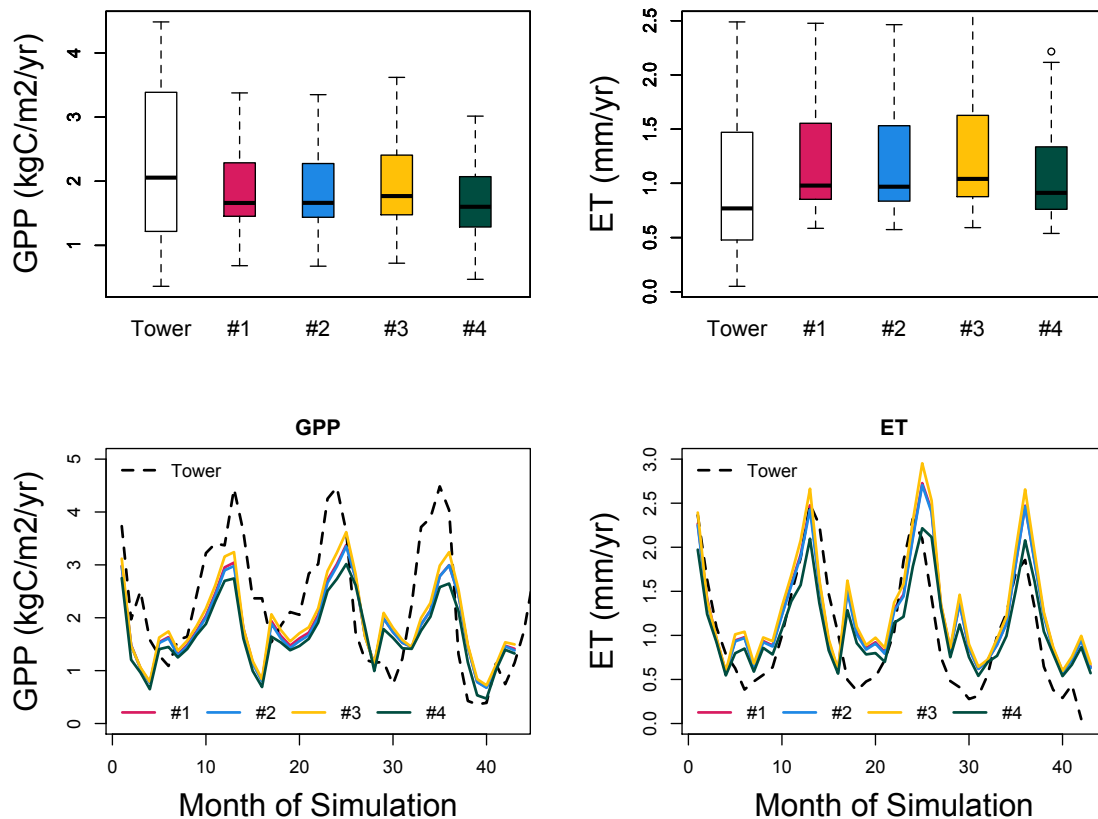 GPP (kgC/m2/yr)
1 2 3 4
Tower #1 #2 #3 #4
ET (mm/yr)
0.0 0.5 1.0 1.5 2.0 2.5
Tower #1 #2 #3 #4
GPP
GPP (kgC/m2/yr)
0 1 2 3 4 5
Tower
#1 #2 #3 #4
0 10 20 30 40
Month of Simulation
ET
ET (mm/yr)
0.0 0.5 1.0 1.5 2.0 2.5 3.0
Tower
#1 #2 #3 #4
0 10 20 30 40
Month of Simulation